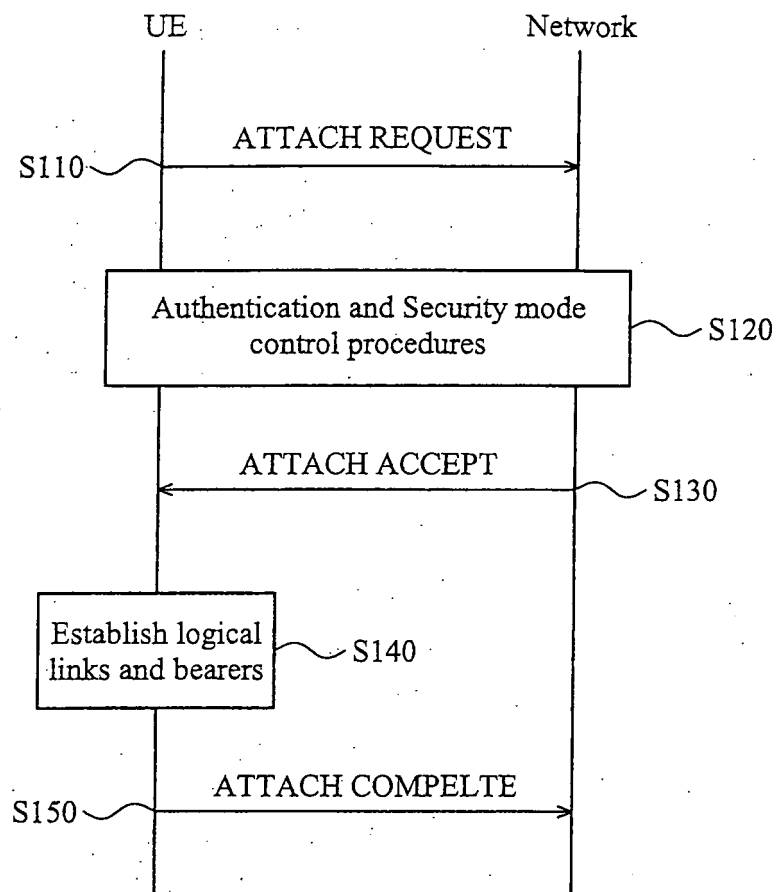 UE
Network
ATTACH REQUEST
S110
Authentication and Security mode
control procedures
S120
ATTACH ACCEPT
S130
Establish logical
links and bearers
S140
ATTACH COMPELTE
S150